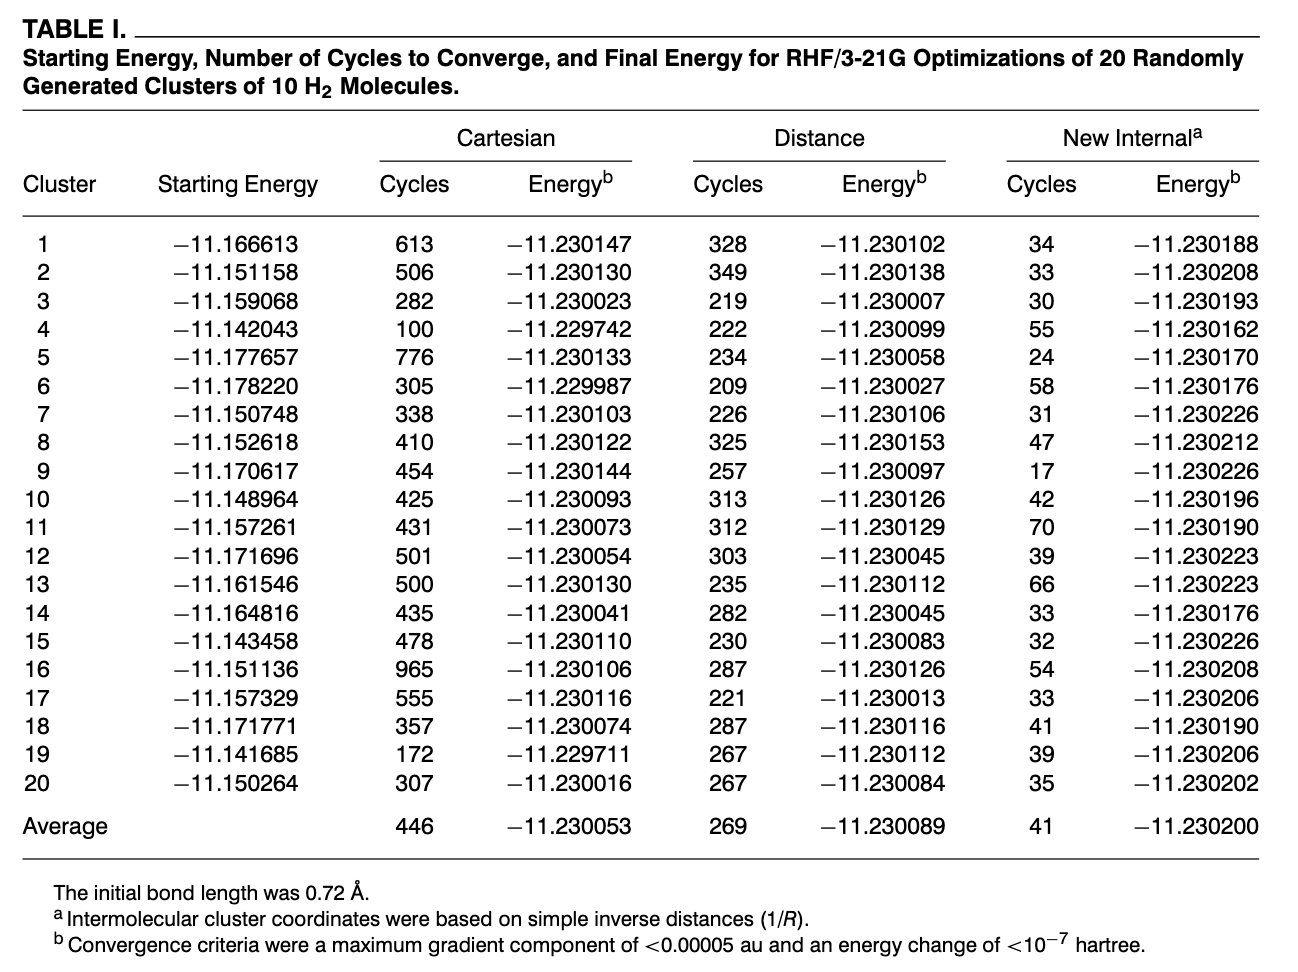 TABLE I.
Starting Energy, Number of Cycles to Converge, and Final Energy for RHF/3-21G Optimizations of 20 Randomly
Generated Clusters of 10 H₂ Molecules.
Cartesian Distance New Internalᵃ
Cluster Starting Energy Cycles Energyᵇ Cycles Energyᵇ Cycles Energyᵇ
1 −11.166613 613 −11.230147 328 −11.230102 34 −11.230188
2 −11.151158 506 −11.230130 349 −11.230138 33 −11.230208
3 −11.159068 282 −11.230023 219 −11.230007 30 −11.230193
4 −11.142043 100 −11.229742 222 −11.230099 55 −11.230162
5 −11.177657 776 −11.230133 234 −11.230058 24 −11.230170
6 −11.178220 305 −11.229987 209 −11.230027 58 −11.230176
7 −11.150748 338 −11.230103 226 −11.230106 31 −11.230226
8 −11.152618 410 −11.230122 325 −11.230153 47 −11.230212
9 −11.170617 454 −11.230144 257 −11.230097 17 −11.230226
10 −11.148964 425 −11.230093 313 −11.230126 42 −11.230196
11 −11.157261 431 −11.230073 312 −11.230129 70 −11.230190
12 −11.171696 501 −11.230054 303 −11.230045 39 −11.230223
13 −11.161546 500 −11.230130 235 −11.230112 66 −11.230223
14 −11.164816 435 −11.230041 282 −11.230045 33 −11.230176
15 −11.143458 478 −11.230110 230 −11.230083 32 −11.230226
16 −11.151136 965 −11.230106 287 −11.230126 54 −11.230208
17 −11.157329 555 −11.230116 221 −11.230013 33 −11.230206
18 −11.171771 357 −11.230074 287 −11.230116 41 −11.230190
19 −11.141685 172 −11.229711 267 −11.230112 39 −11.230206
20 −11.150264 307 −11.230016 267 −11.230084 35 −11.230202
Average 446 −11.230053 269 −11.230089 41 −11.230200
The initial bond length was 0.72 Å.
ᵃ Intermolecular cluster coordinates were based on simple inverse distances (1/R).
ᵇ Convergence criteria were a maximum gradient component of <0.00005 au and an energy change of <10⁻⁷ hartree.